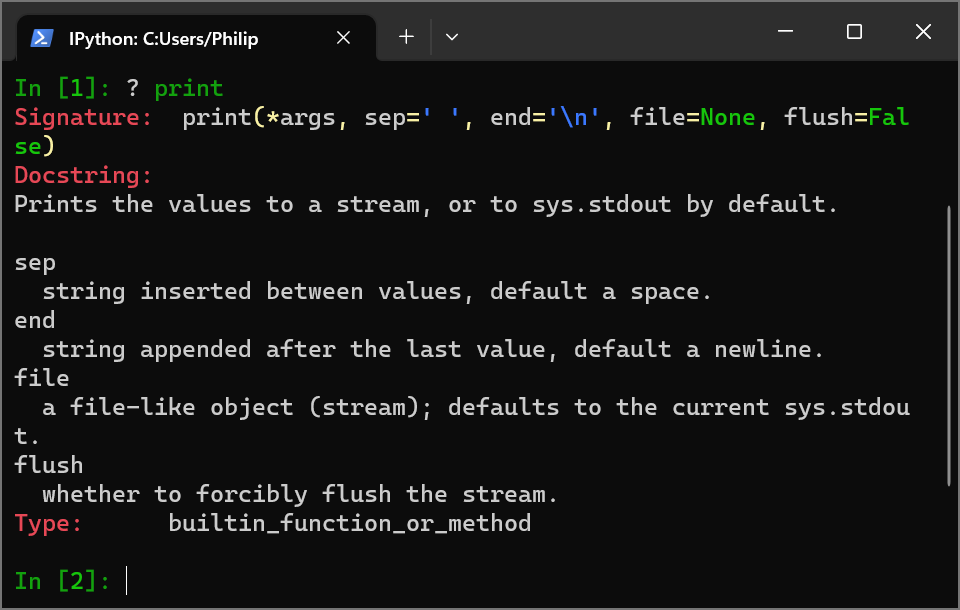 IPython: C:Users/Philip
In [1]: ? print
Signature:  print(*args, sep=' ', end='\n', file=None, flush=Fal
se)
Docstring:
Prints the values to a stream, or to sys.stdout by default.

sep
  string inserted between values, default a space.
end
  string appended after the last value, default a newline.
file
  a file-like object (stream); defaults to the current sys.stdou
t.
flush
  whether to forcibly flush the stream.
Type:      builtin_function_or_method

In [2]: